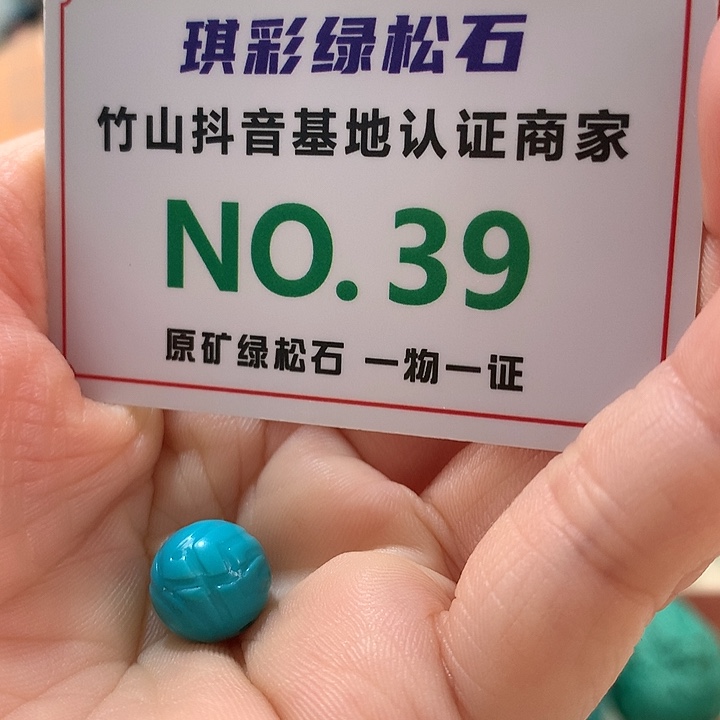 琪彩绿松石
竹山抖音基地认证商家
NO. 39
原矿绿松石 一物一证